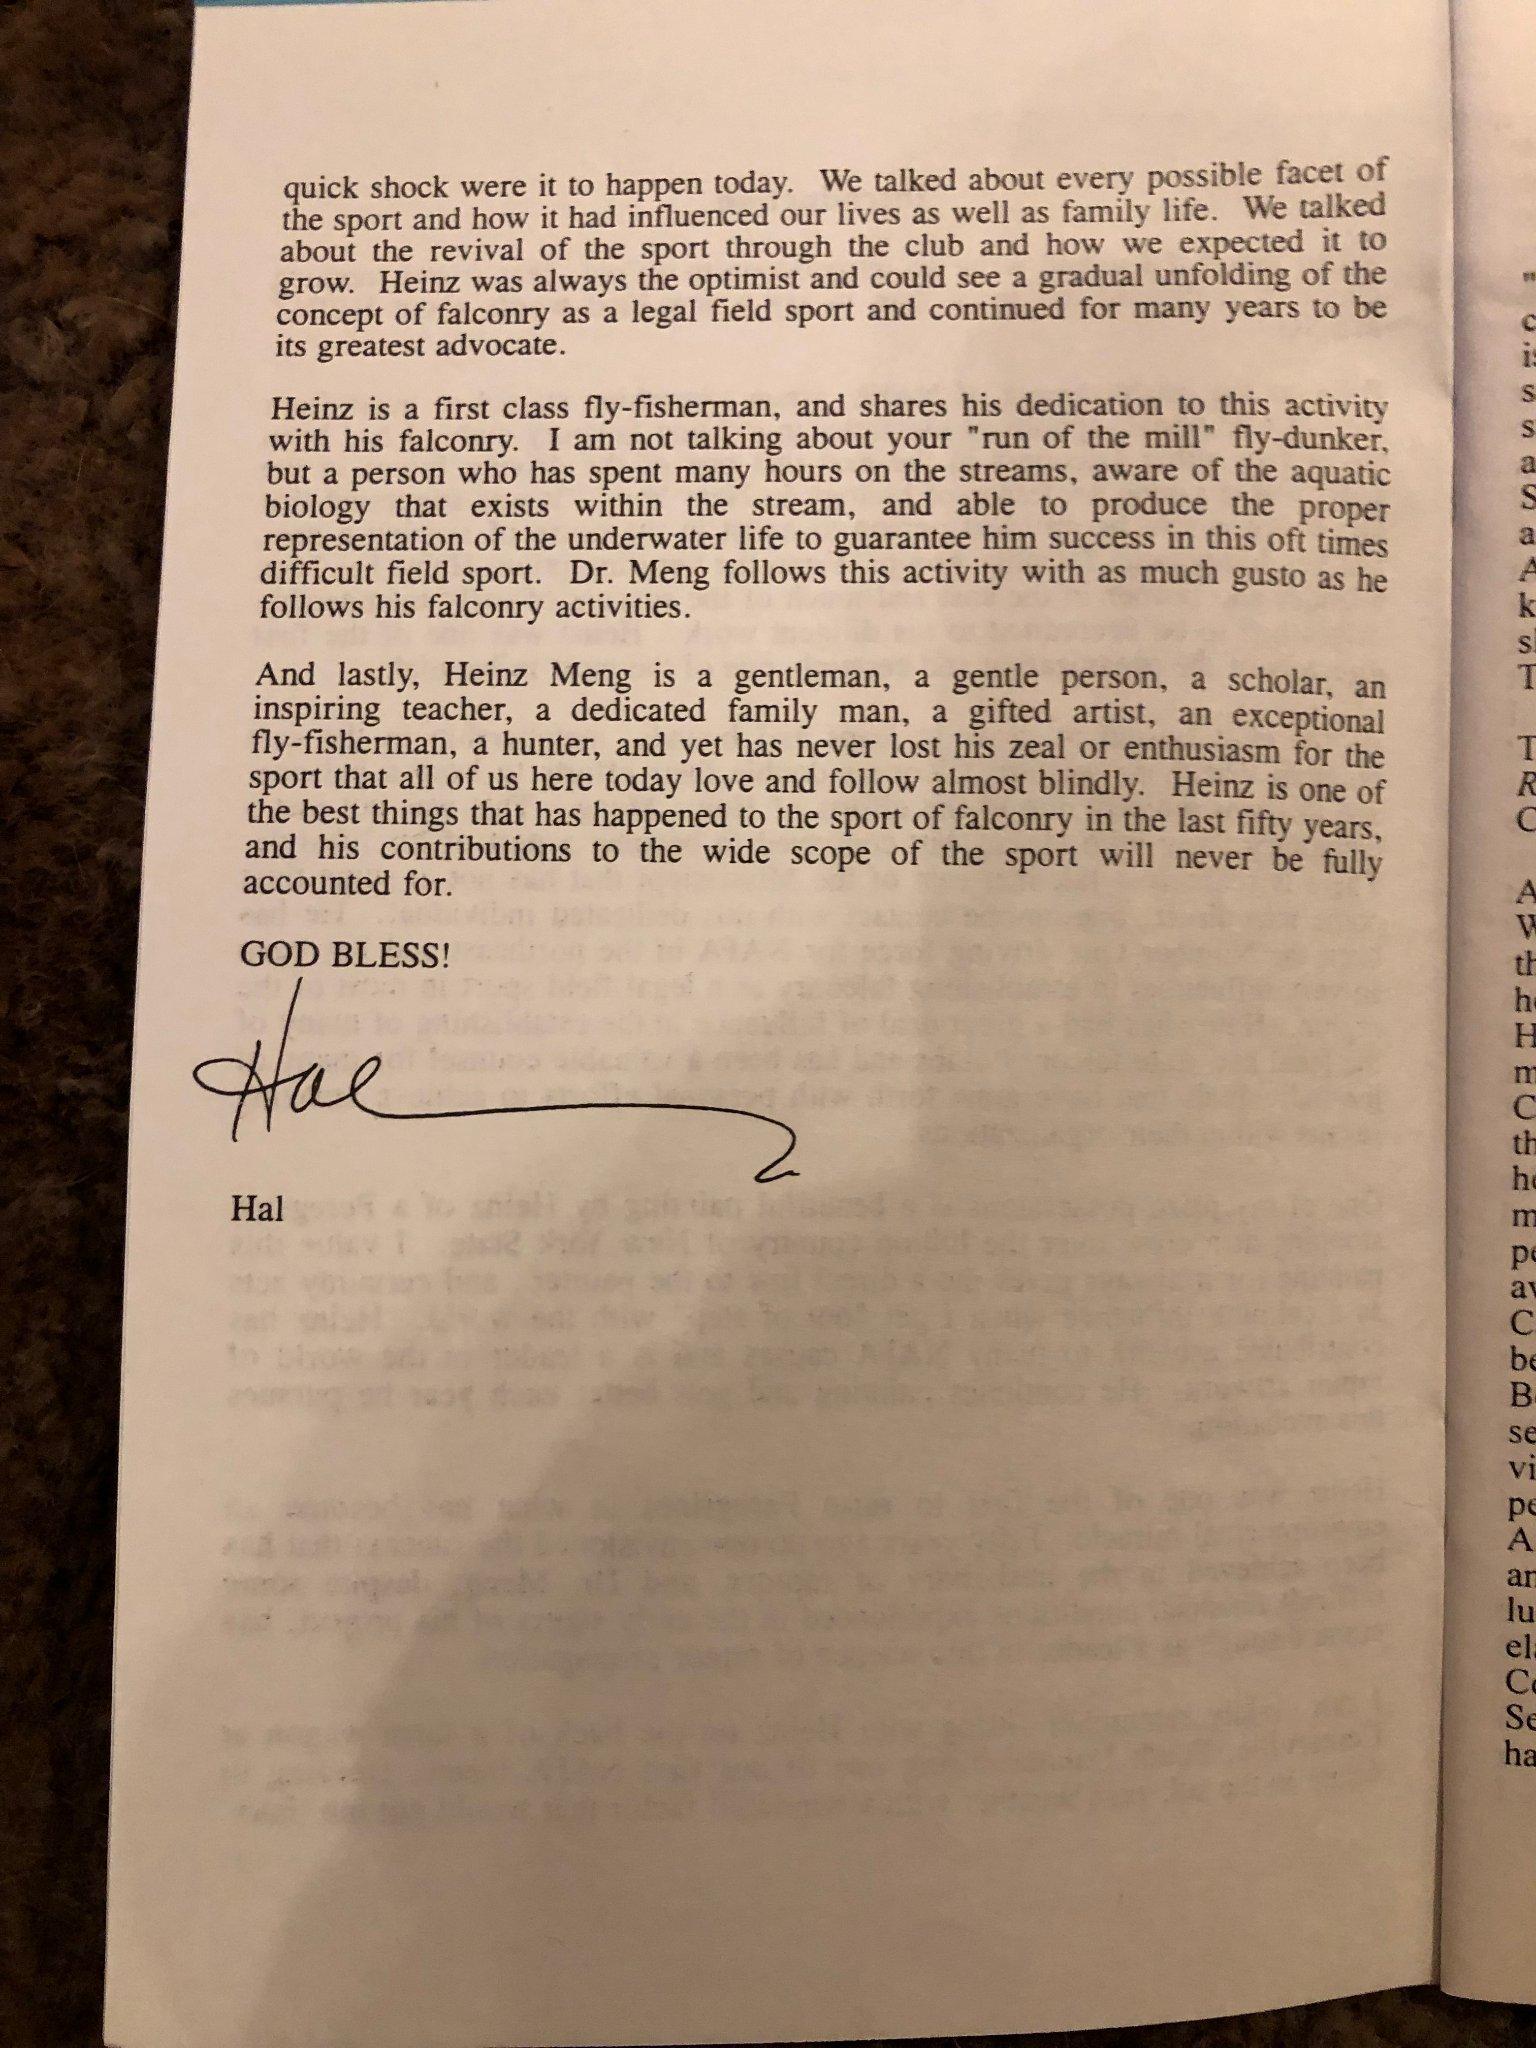 quick shock were it to happen today. We talked about every possible facet of
the sport and how it had influenced our lives as well as family life. We talked
about the revival of the sport through the club and how we expected it to
grow. Heinz was always the optimist and could see a gradual unfolding of the
concept of falconry as a legal field sport and continued for many years to be
its greatest advocate.
Heinz is a first class fly-fisherman, and shares his dedication to this activity
with his falconry. I am not talking about your "run of the mill" fly-dunker,
but a person who has spent many hours on the streams, aware of the aquatic
biology that exists within the stream, and able to produce the proper
representation of the underwater life to guarantee him success in this oft times
difficult field sport. Dr. Meng follows this activity with as much gusto as he
follows his falconry activities.
And lastly, Heinz Meng is a gentleman, a gentle person, a scholar, an
inspiring teacher, a dedicated family man, a gifted artist, an exceptional
fly-fisherman, a hunter, and yet has never lost his zeal or enthusiasm for the
sport that all of us here today love and follow almost blindly. Heinz is one of
the best things that has happened to the sport of falconry in the last fifty years,
and his contributions to the wide scope of the sport will never be fully
accounted for.
GOD BLESS!
Hal
Hal